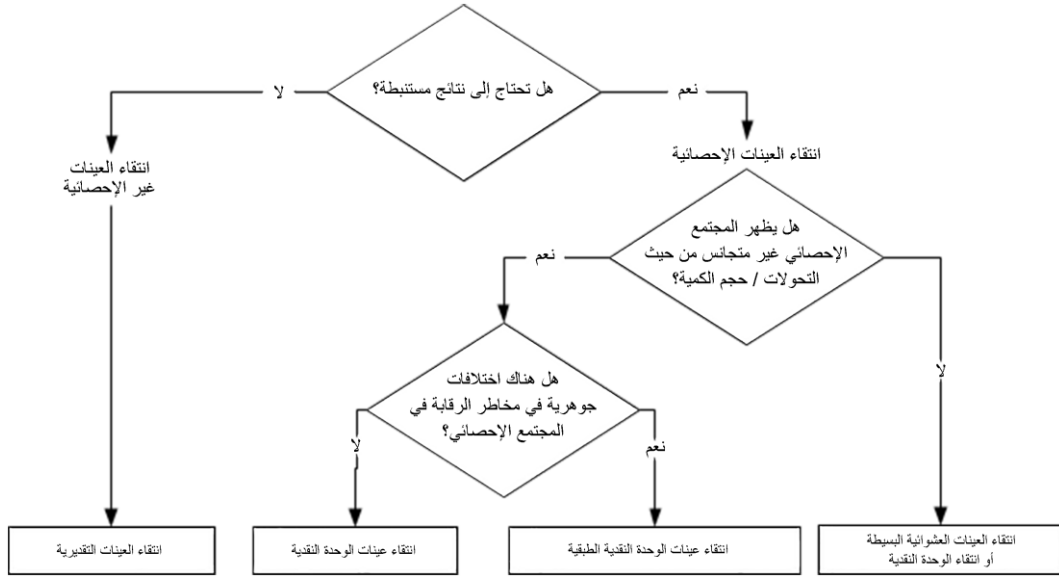 هل تحتاج إلى نتائج مستنبطة؟
نعم
لا
انتقاء العينات الإحصائية
انتقاء العينات
غير الإحصائية
هل يظهر المجتمع
الإحصائي غير متجانس من حيث
التحولات / حجم الكمية؟
نعم
لا
هل هناك اختلافات
جوهرية في مخاطر الرقابة في
المجتمع الإحصائي؟
نعم
لا
انتقاء العينات العشوائية البسيطة
أو انتقاء الوحدة النقدية
انتقاء عينات الوحدة النقدية الطبقية
انتقاء عينات الوحدة النقدية
انتقاء العينات التقديرية